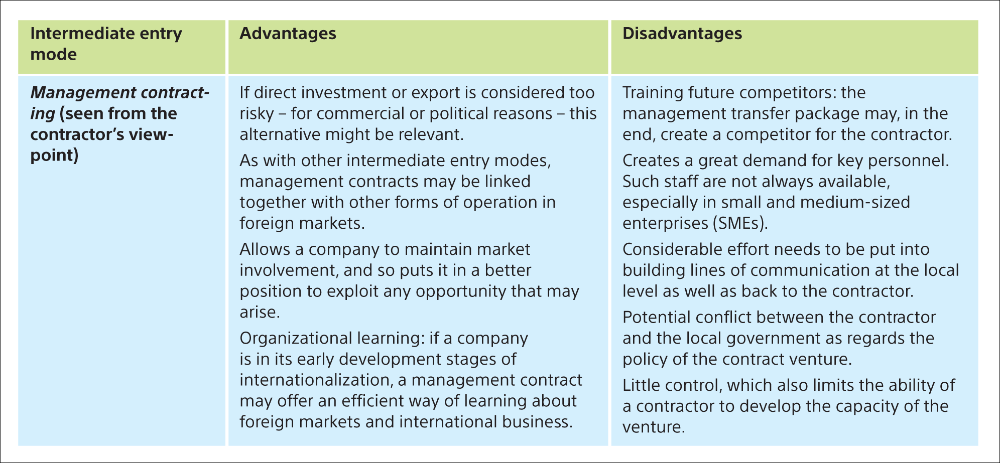 Intermediate entry
mode
Advantages
Disadvantages
Management contract-
ing (seen from the
contractor’s view-
point)
If direct investment or export is considered too
risky – for commercial or political reasons – this
alternative might be relevant.
As with other intermediate entry modes,
management contracts may be linked
together with other forms of operation in
foreign markets.
Allows a company to maintain market
involvement, and so puts it in a better
position to exploit any opportunity that may
arise.
Organizational learning: if a company
is in its early development stages of
internationalization, a management contract
may offer an efficient way of learning about
foreign markets and international business.
Training future competitors: the
management transfer package may, in the
end, create a competitor for the contractor.
Creates a great demand for key personnel.
Such staff are not always available,
especially in small and medium-sized
enterprises (SMEs).
Considerable effort needs to be put into
building lines of communication at the local
level as well as back to the contractor.
Potential conflict between the contractor
and the local government as regards the
policy of the contract venture.
Little control, which also limits the ability of
a contractor to develop the capacity of the
venture.